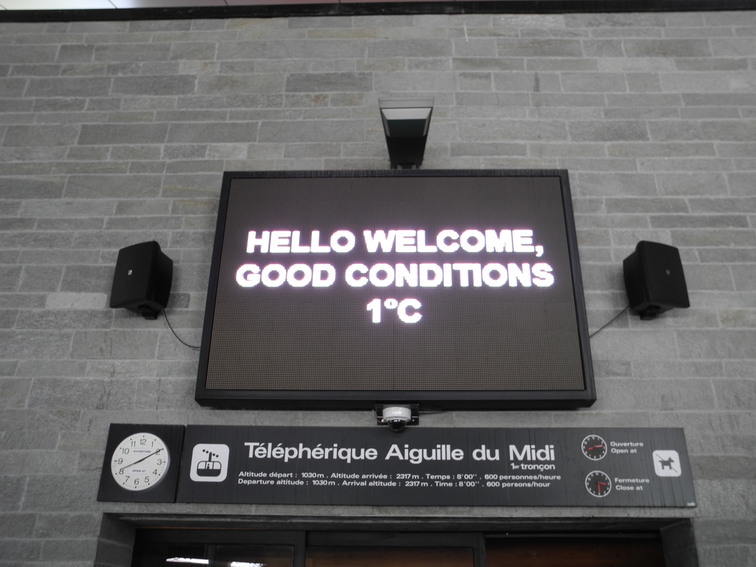 HELLO WELCOME,
GOOD CONDITIONS
1°C
Téléphérique Aiguille du Midi
1er tronçon
Altitude départ : 1030m . Altitude arrivée : 2317m . Temps : 8'00'' . 600 personnes/heure
Departure altitude : 1030m . Arrival altitude : 2317m . Time : 8'00'' . 600 persons/hour
Ouverture
Open at
Fermeture
Close at